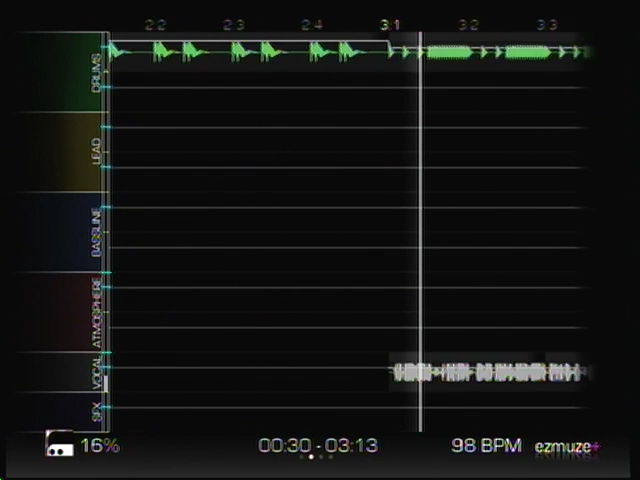 2:2 2:3 2:4 3:1 3:2 3:3
DRUMS
LEAD
BASSLINE
ATMOSPHERE
VOCAL
SFX
16% 00:30 - 03:13 98 BPM ezmuze+